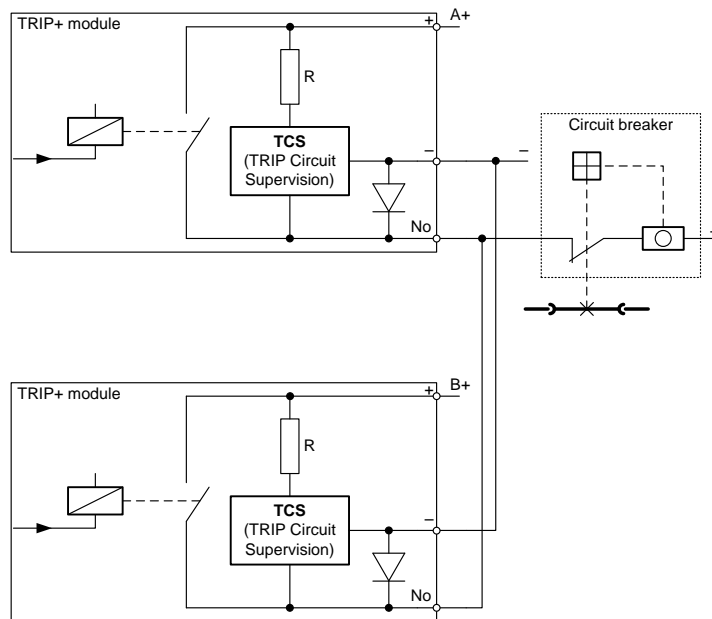 TRIP+ module
+
A+
R
TCS
(TRIP Circuit
Supervision)
−
−
No
Circuit breaker
−
TRIP+ module
+
B+
R
TCS
(TRIP Circuit
Supervision)
−
No